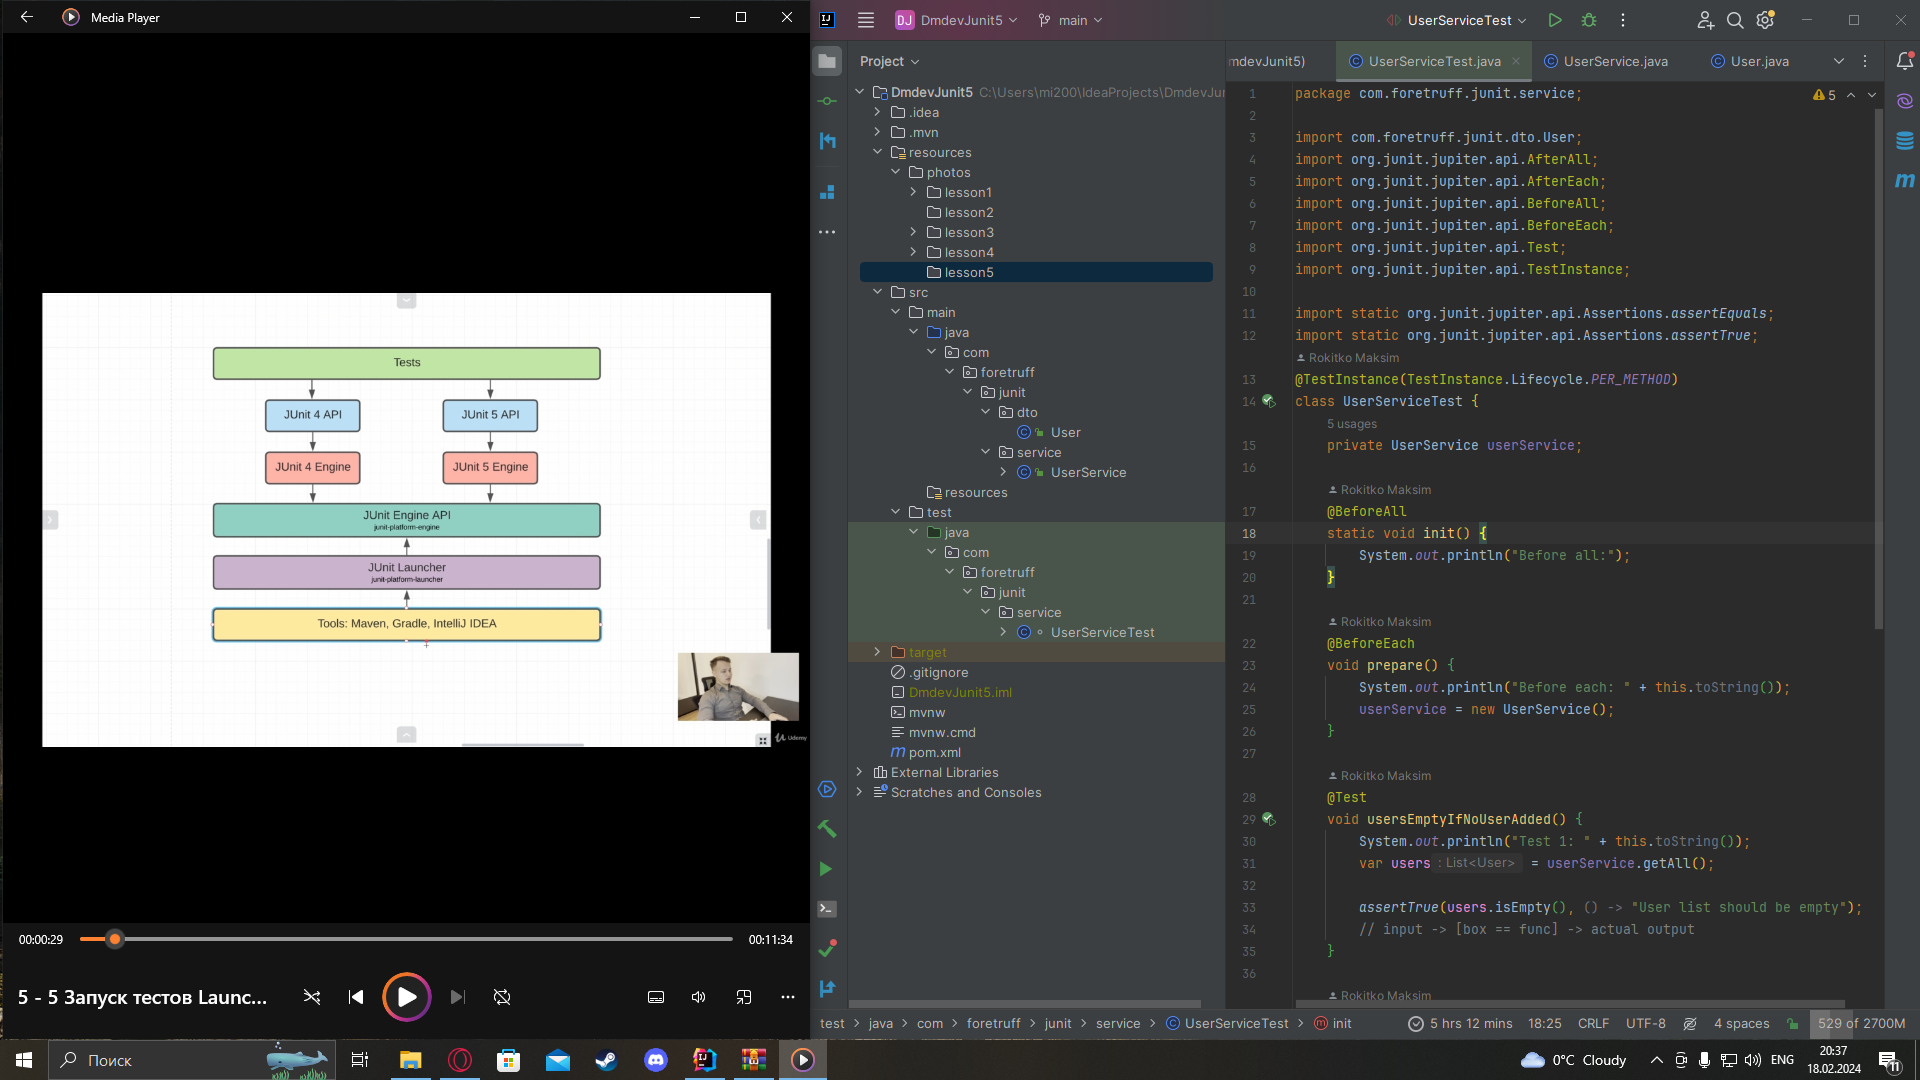 Media Player
Tests
JUnit 4 API
JUnit 5 API
JUnit 4 Engine
JUnit 5 Engine
JUnit Engine API
junit-platform-engine
JUnit Launcher
junit-platform-launcher
Tools: Maven, Gradle, IntelliJ IDEA
Udemy
00:00:29
00:11:34
5 - 5 Запуск тестов Launc...
DJ DmdevJunit5
main
UserServiceTest
Project
DmdevJunit5 C:\Users\mi200\IdeaProjects\DmdevJur
.idea
.mvn
resources
photos
lesson1
lesson2
lesson3
lesson4
lesson5
src
main
java
com
foretruff
junit
dto
User
service
UserService
resources
test
java
com
foretruff
junit
service
UserServiceTest
target
.gitignore
DmdevJunit5.iml
mvnw
mvnw.cmd
pom.xml
External Libraries
Scratches and Consoles
mdevJunit5)
UserServiceTest.java
UserService.java
User.java
5
1 package com.foretruff.junit.service;
2
3 import com.foretruff.junit.dto.User;
4 import org.junit.jupiter.api.AfterAll;
5 import org.junit.jupiter.api.AfterEach;
6 import org.junit.jupiter.api.BeforeAll;
7 import org.junit.jupiter.api.BeforeEach;
8 import org.junit.jupiter.api.Test;
9 import org.junit.jupiter.api.TestInstance;
10
11 import static org.junit.jupiter.api.Assertions.assertEquals;
12 import static org.junit.jupiter.api.Assertions.assertTrue;
Rokitko Maksim
13 @TestInstance(TestInstance.Lifecycle.PER_METHOD)
14 class UserServiceTest {
5 usages
15 private UserService userService;
16
Rokitko Maksim
17 @BeforeAll
18 static void init() {
19 System.out.println("Before all:");
20 }
21
Rokitko Maksim
22 @BeforeEach
23 void prepare() {
24 System.out.println("Before each: " + this.toString());
25 userService = new UserService();
26 }
27
Rokitko Maksim
28 @Test
29 void usersEmptyIfNoUserAdded() {
30 System.out.println("Test 1: " + this.toString());
31 var users : List<User> = userService.getAll();
32
33 assertTrue(users.isEmpty(), () -> "User list should be empty");
34 // input -> [box == func] -> actual output
35 }
36
Rokitko Maksim
test > java > com > foretruff > junit > service > UserServiceTest > init
5 hrs 12 mins
18:25
CRLF
UTF-8
4 spaces
529 of 2700M
Поиск
0°C Cloudy
ENG
20:37
18.02.2024
11